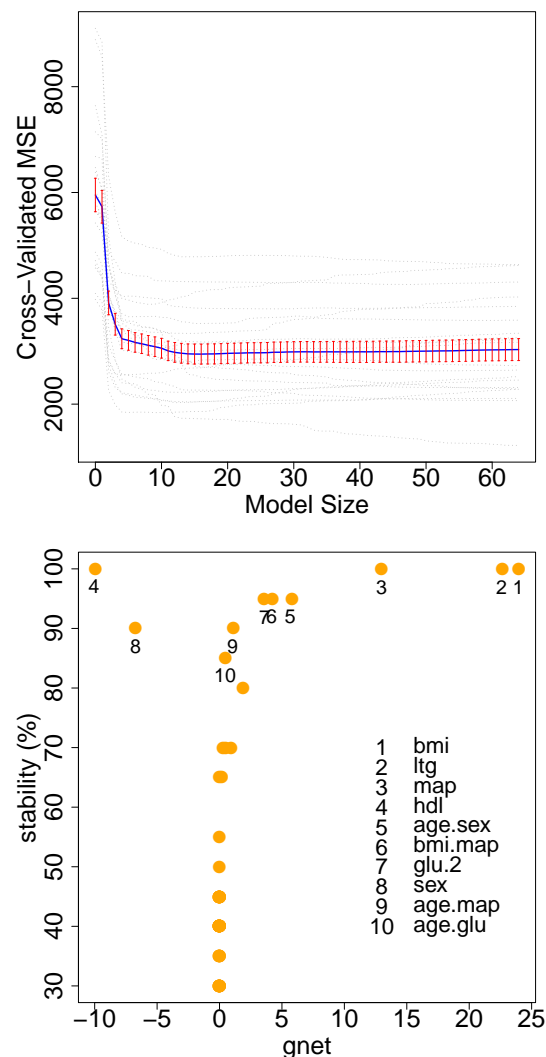 Cross−Validated MSE
8000
6000
4000
2000
0 10 20 30 40 50 60
Model Size
stability (%)
100
90
80
70
60
50
40
30
4 3 2 1
7 6 5
8 9
10
1 bmi
2 ltg
3 map
4 hdl
5 age.sex
6 bmi.map
7 glu.2
8 sex
9 age.map
10 age.glu
−10 −5 0 5 10 15 20 25
gnet